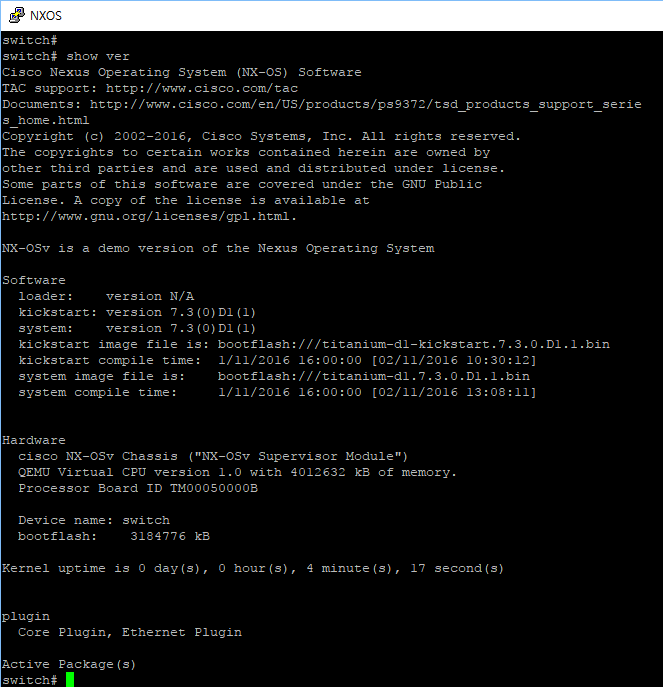 NXOS
switch#
switch# show ver
Cisco Nexus Operating System (NX-OS) Software
TAC support: http://www.cisco.com/tac
Documents: http://www.cisco.com/en/US/products/ps9372/tsd_products_support_serie
s_home.html
Copyright (c) 2002-2016, Cisco Systems, Inc. All rights reserved.
The copyrights to certain works contained herein are owned by
other third parties and are used and distributed under license.
Some parts of this software are covered under the GNU Public
License. A copy of the license is available at
http://www.gnu.org/licenses/gpl.html.
NX-OSv is a demo version of the Nexus Operating System
Software
  loader:    version N/A
  kickstart: version 7.3(0)D1(1)
  system:    version 7.3(0)D1(1)
  kickstart image file is: bootflash:///titanium-d1-kickstart.7.3.0.D1.1.bin
  kickstart compile time:  1/11/2016 16:00:00 [02/11/2016 10:30:12]
  system image file is:    bootflash:///titanium-d1.7.3.0.D1.1.bin
  system compile time:     1/11/2016 16:00:00 [02/11/2016 13:08:11]
Hardware
  cisco NX-OSv Chassis ("NX-OSv Supervisor Module")
  QEMU Virtual CPU version 1.0 with 4012632 kB of memory.
  Processor Board ID TM00050000B
  Device name: switch
  bootflash:    3184776 kB
Kernel uptime is 0 day(s), 0 hour(s), 4 minute(s), 17 second(s)
plugin
  Core Plugin, Ethernet Plugin
Active Package(s)
switch#